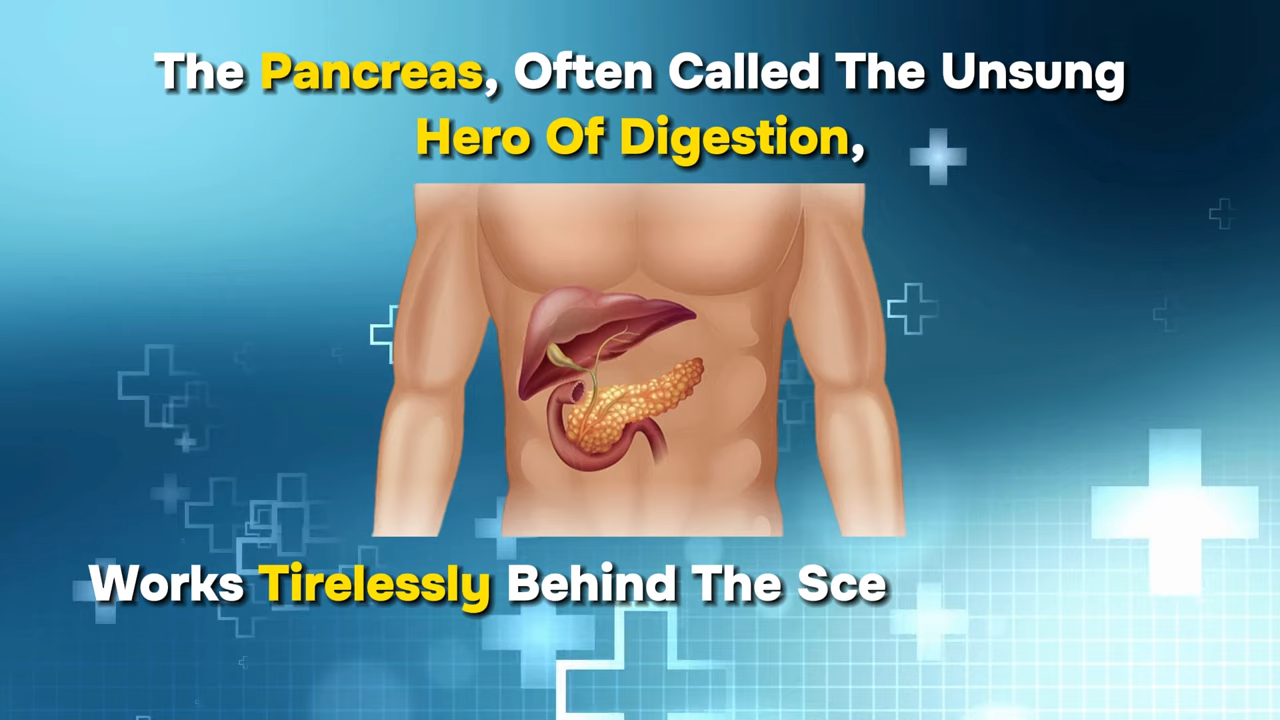 The Pancreas, Often Called The Unsung
Hero Of Digestion,
Works Tirelessly Behind The Sce